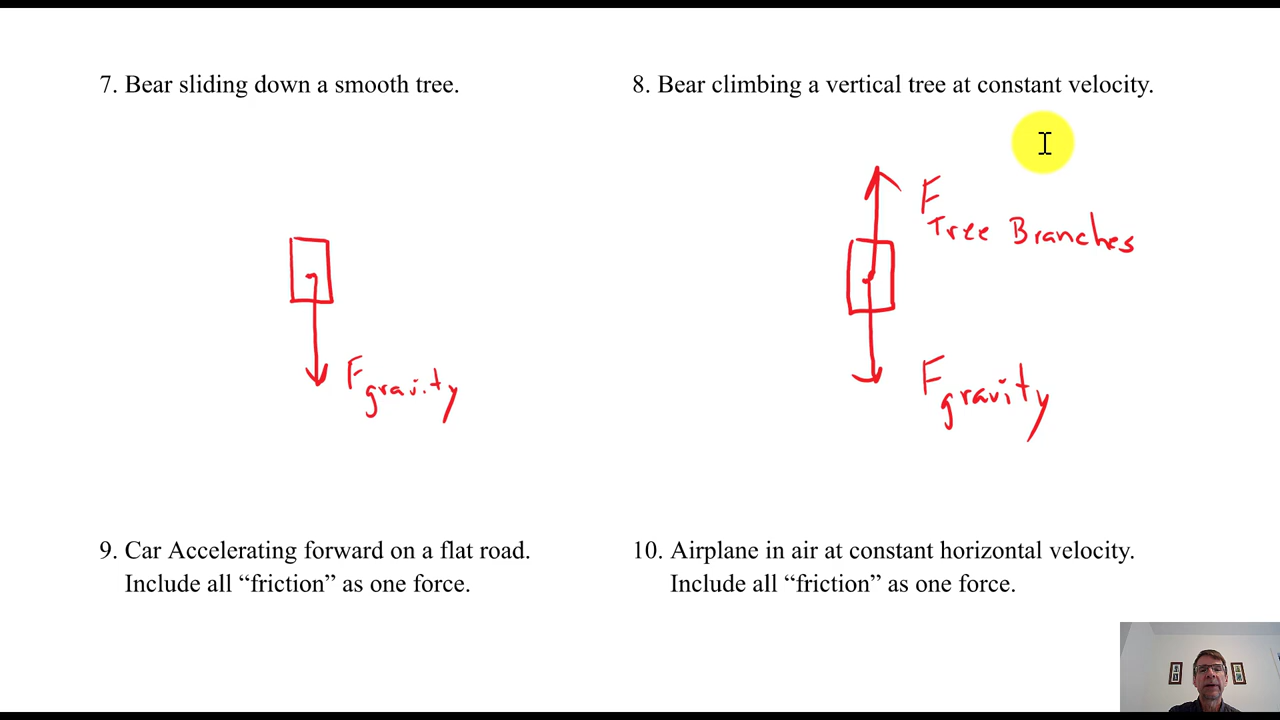 7. Bear sliding down a smooth tree.
F gravity
8. Bear climbing a vertical tree at constant velocity.
F Tree Branches
F gravity
9. Car Accelerating forward on a flat road.
Include all “friction” as one force.
10. Airplane in air at constant horizontal velocity.
Include all “friction” as one force.